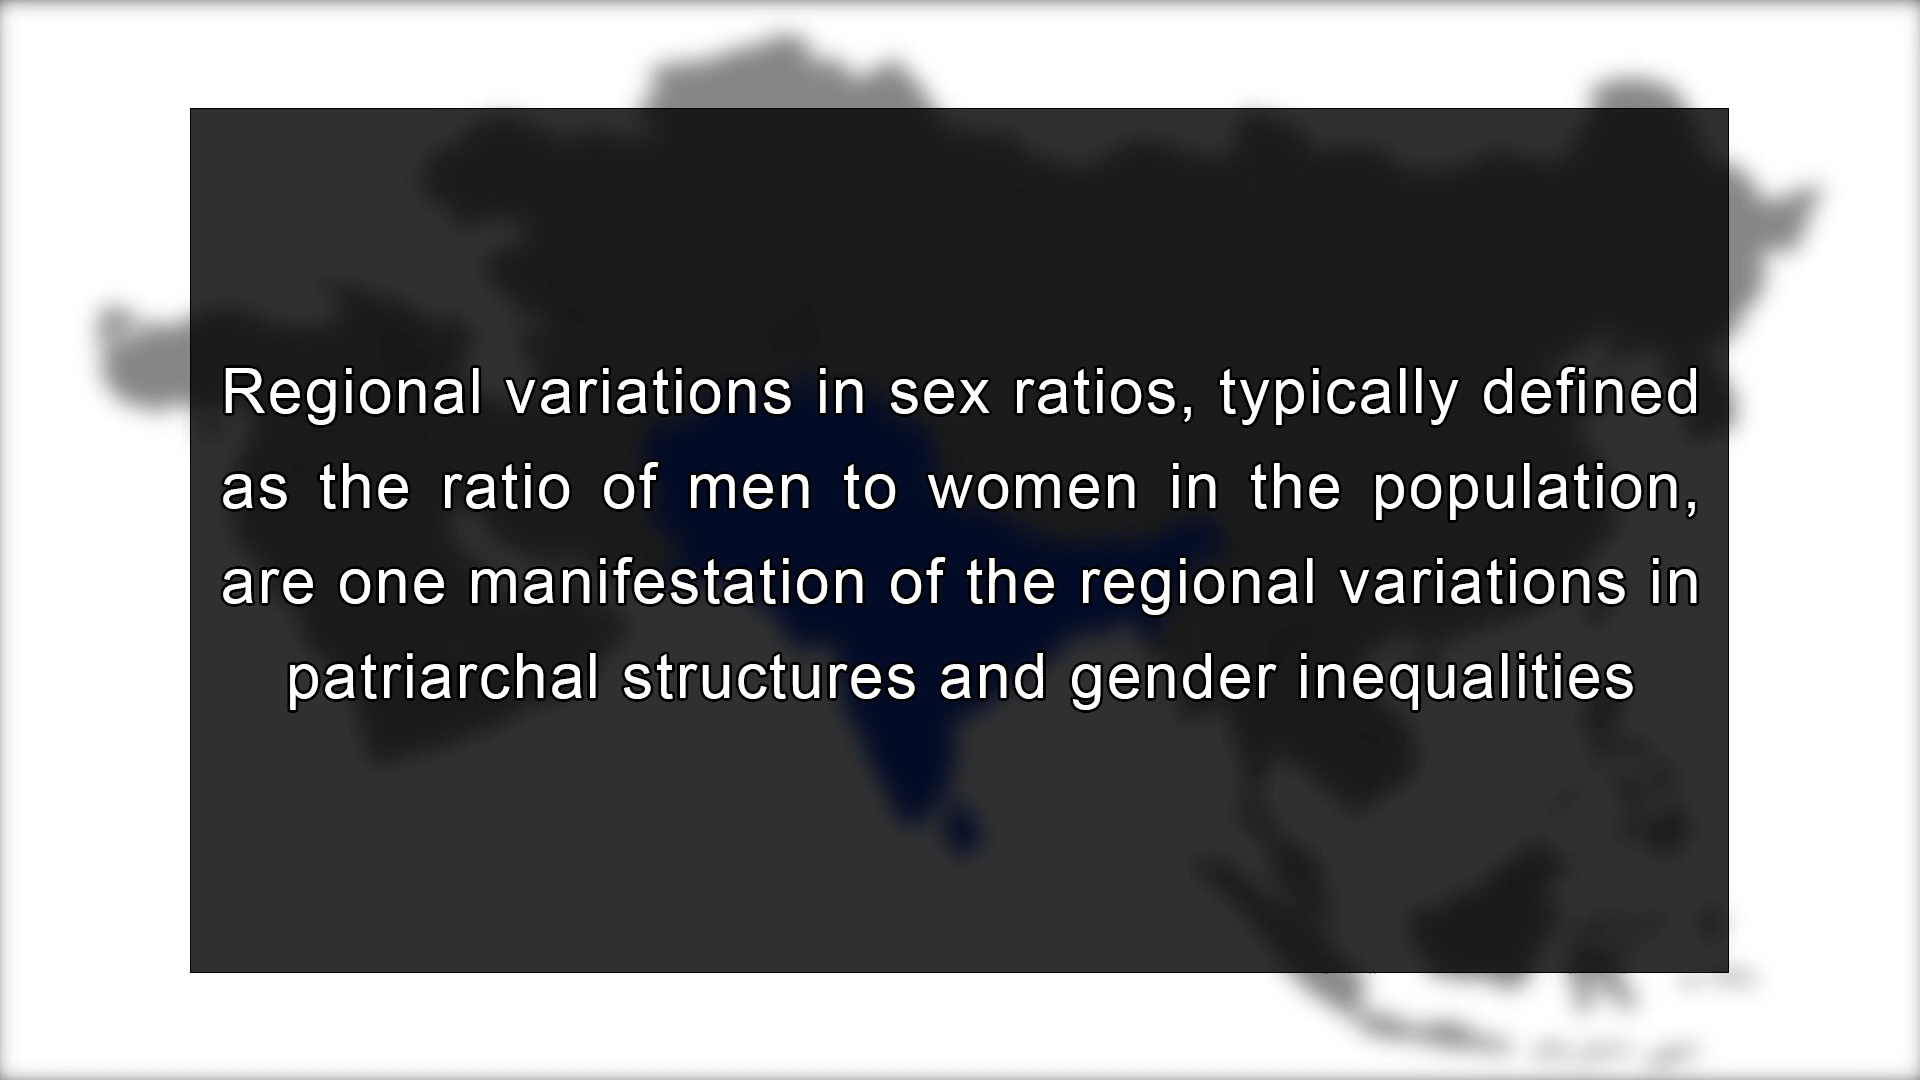 Regional variations in sex ratios, typically defined
as the ratio of men to women in the population,
are one manifestation of the regional variations in
patriarchal structures and gender inequalities